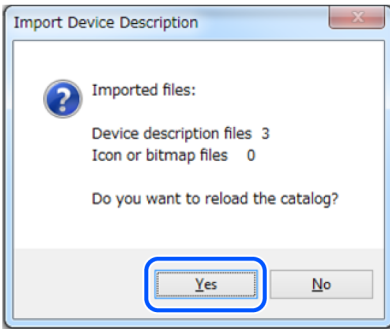 Import Device Description
Imported files:
Device description files 3
Icon or bitmap files 0
Do you want to reload the catalog?
Yes
No